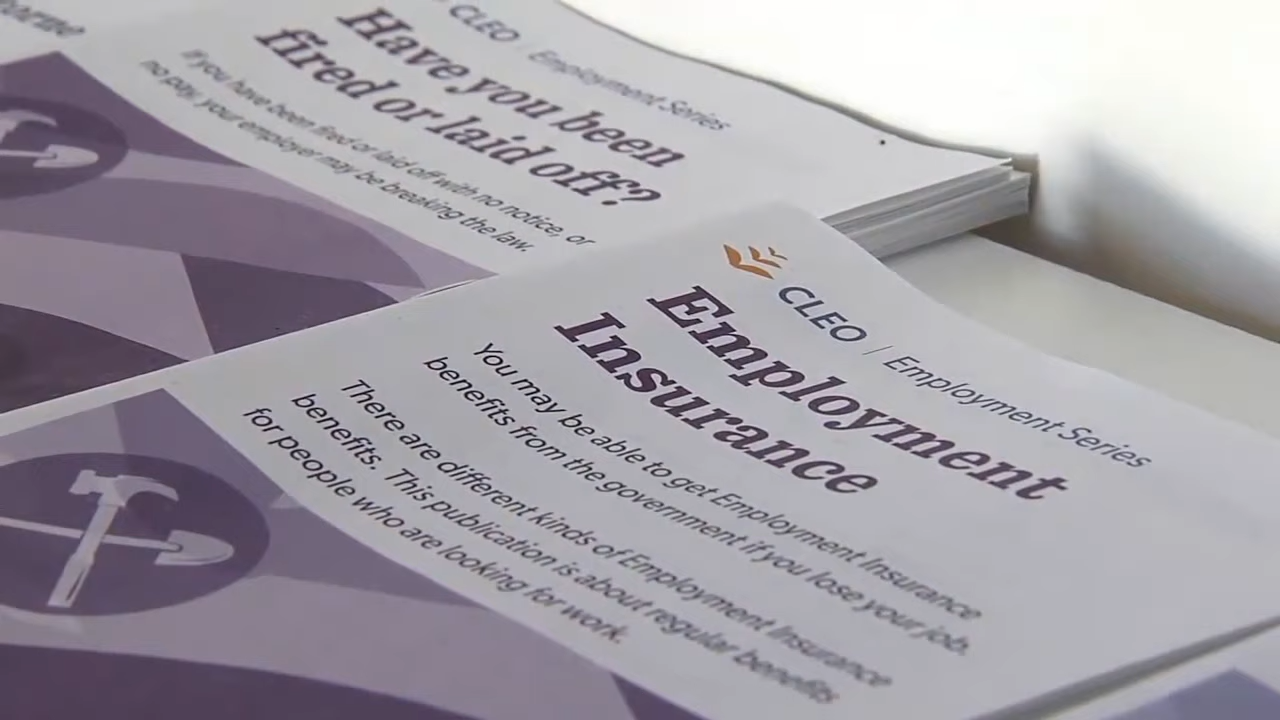 CLEO / Employment Series
Have you been
fired or laid off?
If you have been fired or laid off with no notice, or
no pay, your employer may be breaking the law.
CLEO / Employment Series
Employment
Insurance
You may be able to get Employment Insurance
benefits from the government if you lose your job.
There are different kinds of Employment Insurance
benefits. This publication is about regular benefits
for people who are looking for work.